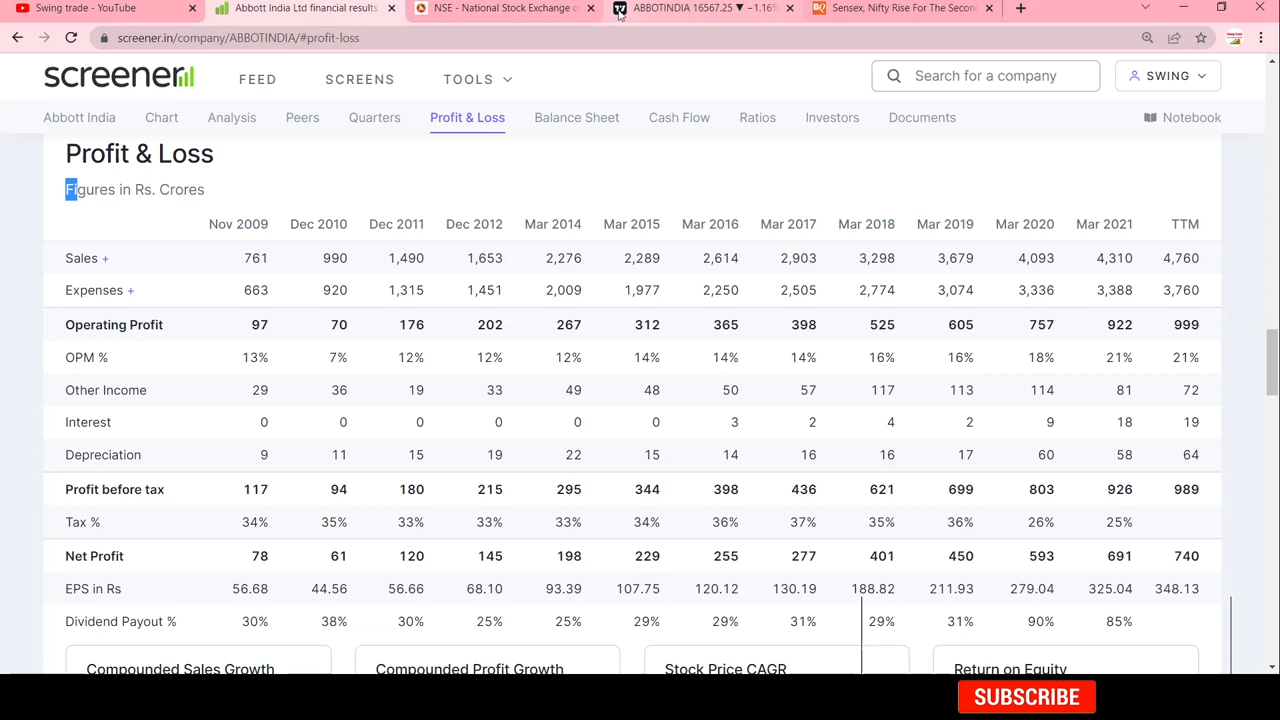 Swing trade - YouTube
Abbott India Ltd financial results
NSE - National Stock Exchange o
ABBOTINDIA 16567.25 ▼ −1.16%
Sensex, Nifty Rise For The Second
screener.in/company/ABBOTINDIA/#profit-loss
screener
FEED
SCREENS
TOOLS
Search for a company
SWING
Abbott India
Chart
Analysis
Peers
Quarters
Profit & Loss
Balance Sheet
Cash Flow
Ratios
Investors
Documents
Notebook
Profit & Loss
Figures in Rs. Crores
Nov 2009 Dec 2010 Dec 2011 Dec 2012 Mar 2014 Mar 2015 Mar 2016 Mar 2017 Mar 2018 Mar 2019 Mar 2020 Mar 2021 TTM
Sales + 761 990 1,490 1,653 2,276 2,289 2,614 2,903 3,298 3,679 4,093 4,310 4,760
Expenses + 663 920 1,315 1,451 2,009 1,977 2,250 2,505 2,774 3,074 3,336 3,388 3,760
Operating Profit 97 70 176 202 267 312 365 398 525 605 757 922 999
OPM % 13% 7% 12% 12% 12% 14% 14% 14% 16% 16% 18% 21% 21%
Other Income 29 36 19 33 49 48 50 57 117 113 114 81 72
Interest 0 0 0 0 0 0 3 2 4 2 9 18 19
Depreciation 9 11 15 19 22 15 14 16 16 17 60 58 64
Profit before tax 117 94 180 215 295 344 398 436 621 699 803 926 989
Tax % 34% 35% 33% 33% 33% 34% 36% 37% 35% 36% 26% 25%
Net Profit 78 61 120 145 198 229 255 277 401 450 593 691 740
EPS in Rs 56.68 44.56 56.66 68.10 93.39 107.75 120.12 130.19 188.82 211.93 279.04 325.04 348.13
Dividend Payout % 30% 38% 30% 25% 25% 29% 29% 31% 29% 31% 90% 85%
Compounded Sales Growth
Compounded Profit Growth
Stock Price CAGR
Return on Equity
SUBSCRIBE